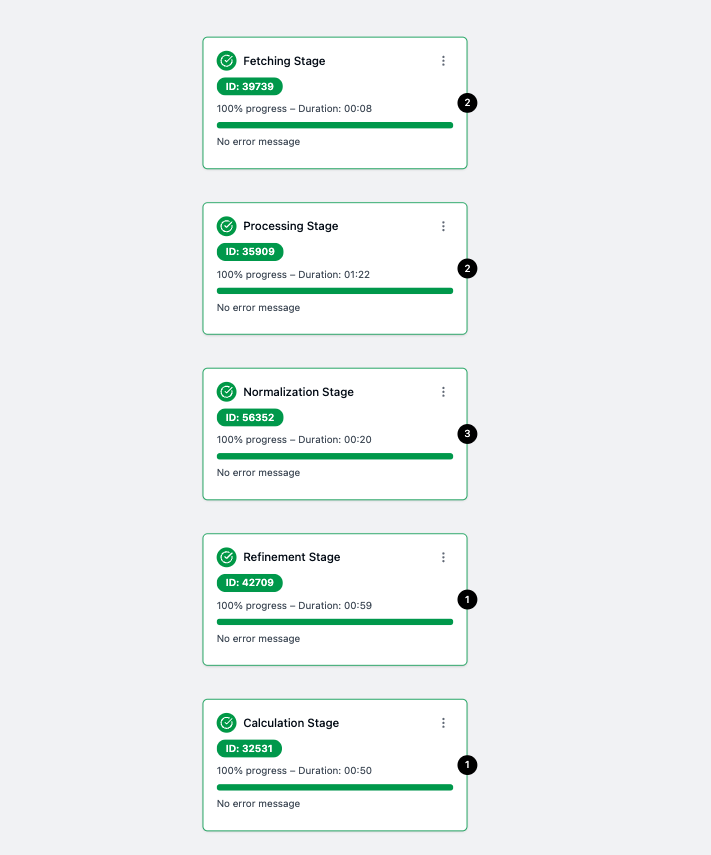 Fetching Stage
ID: 39739
100% progress – Duration: 00:08
2
No error message
Processing Stage
ID: 35909
100% progress – Duration: 01:22
2
No error message
Normalization Stage
ID: 56352
100% progress – Duration: 00:20
3
No error message
Refinement Stage
ID: 42709
100% progress – Duration: 00:59
1
No error message
Calculation Stage
ID: 32531
100% progress – Duration: 00:50
1
No error message